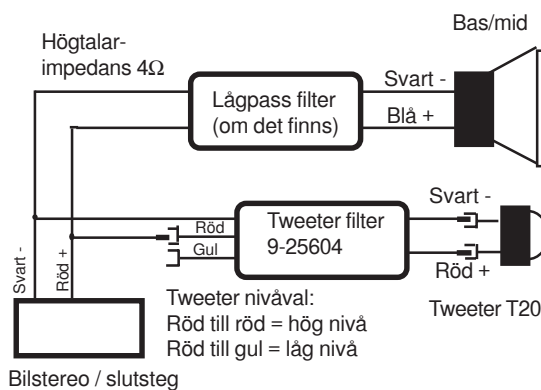 Bas/mid
Högtalar-
impedans 4Ω
Lågpass filter
(om det finns)
Svart -
Blå +
Svart -
Röd +
Röd
Gul
Tweeter filter
9-25604
Svart -
Röd +
Tweeter T20
Tweeter nivåval:
Röd till röd = hög nivå
Röd till gul = låg nivå
Bilstereo / slutsteg